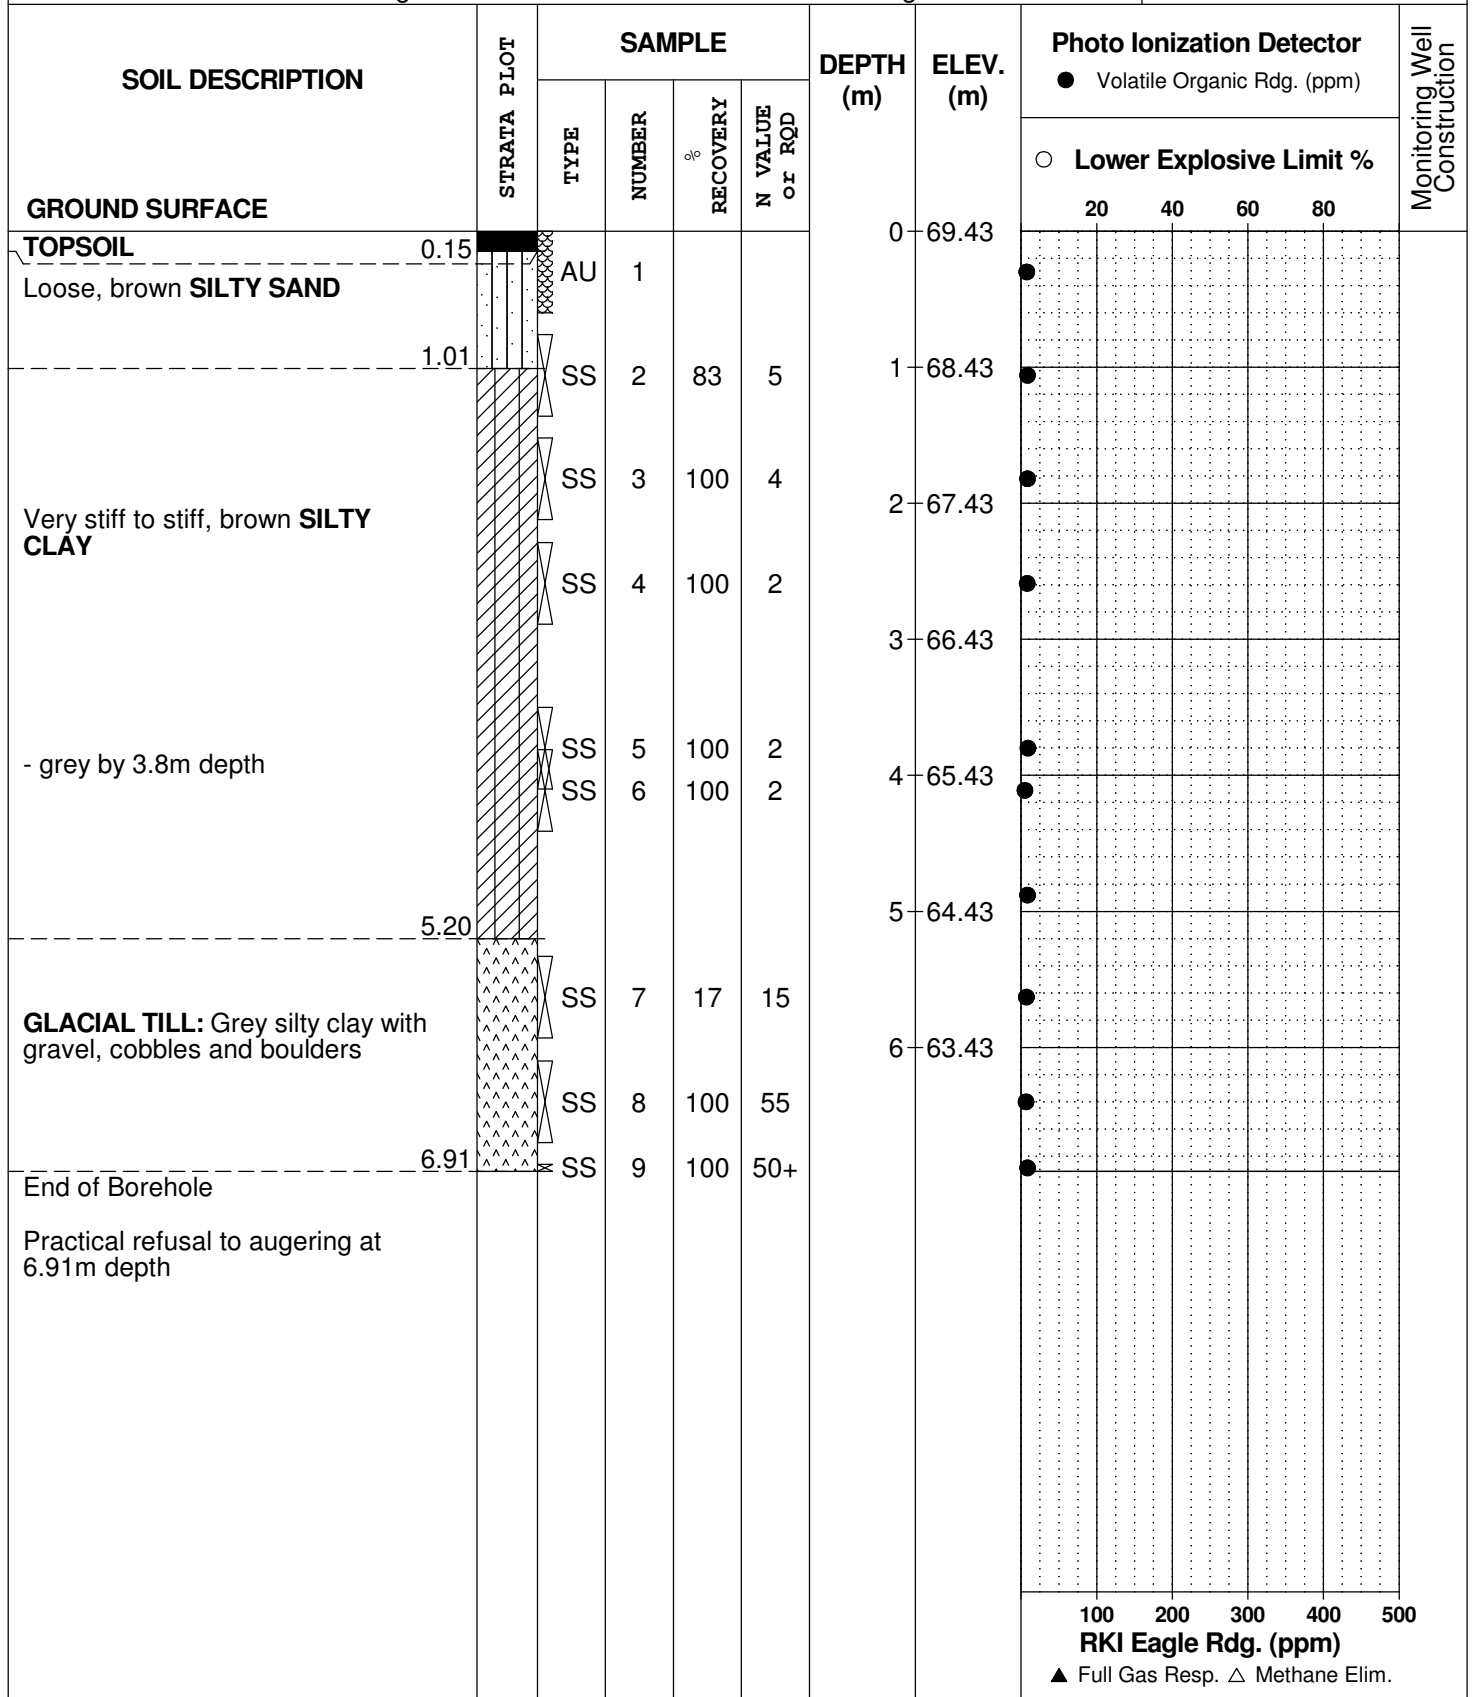 SOIL DESCRIPTION
GROUND SURFACE
STRATA PLOT
SAMPLE
TYPE
NUMBER
% RECOVERY
N VALUE
or RQD
DEPTH
(m)
ELEV.
(m)
Photo Ionization Detector
● Volatile Organic Rdg. (ppm)
○ Lower Explosive Limit %
20 40 60 80
Monitoring Well
Construction
TOPSOIL 0.15
Loose, brown SILTY SAND
1.01
Very stiff to stiff, brown SILTY
CLAY
- grey by 3.8m depth
5.20
GLACIAL TILL: Grey silty clay with
gravel, cobbles and boulders
6.91
End of Borehole
Practical refusal to augering at
6.91m depth
AU 1
SS 2 83 5
SS 3 100 4
SS 4 100 2
SS 5 100 2
SS 6 100 2
SS 7 17 15
SS 8 100 55
SS 9 100 50+
0 69.43
1 68.43
2 67.43
3 66.43
4 65.43
5 64.43
6 63.43
100 200 300 400 500
RKI Eagle Rdg. (ppm)
▲ Full Gas Resp. △ Methane Elim.